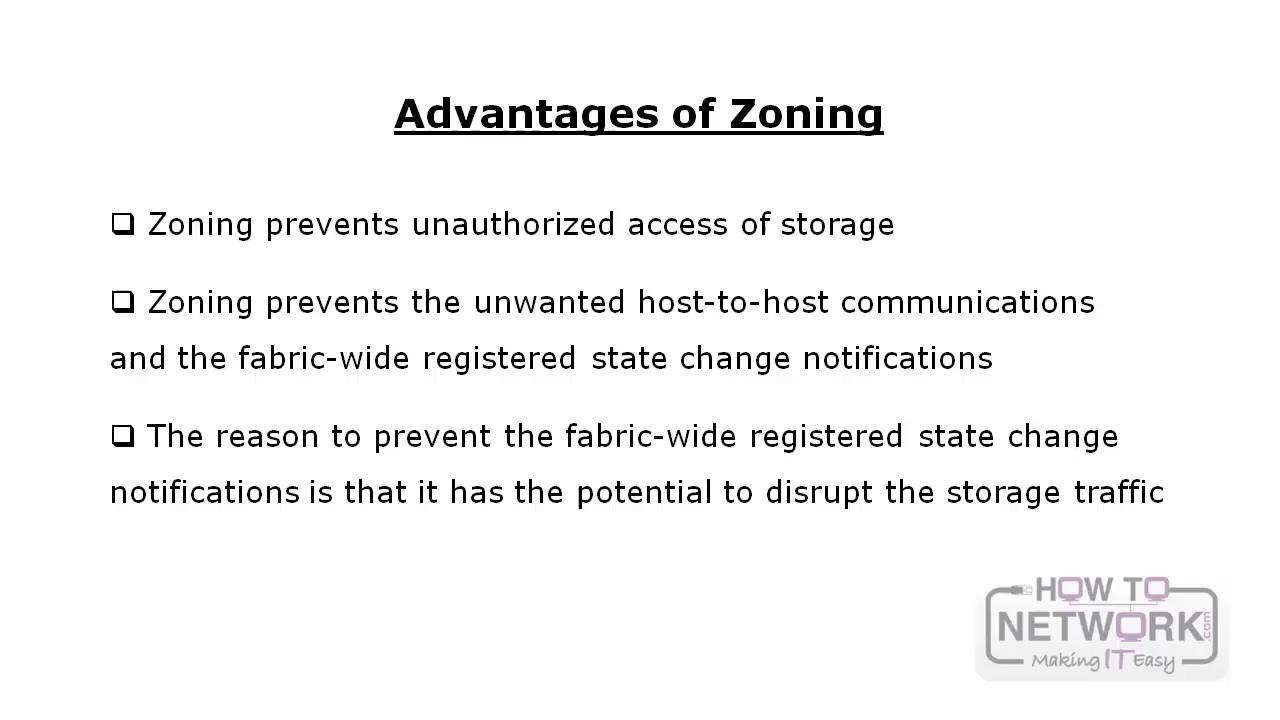 Advantages of Zoning
❑ Zoning prevents unauthorized access of storage
❑ Zoning prevents the unwanted host-to-host communications
and the fabric-wide registered state change notifications
❑ The reason to prevent the fabric-wide registered state change
notifications is that it has the potential to disrupt the storage traffic
HOW TO
NETWORK.com
Making IT Easy